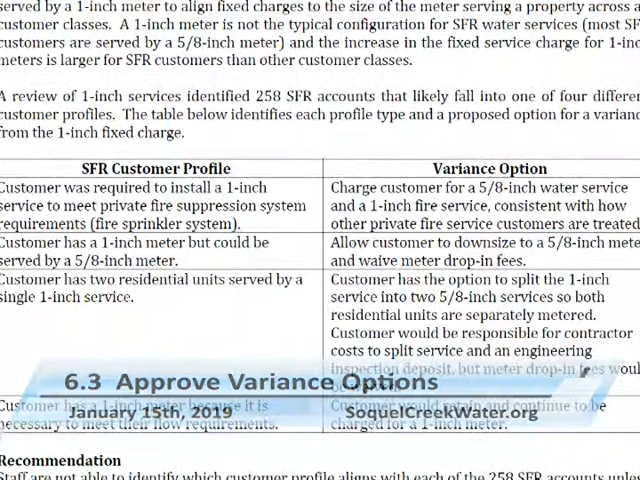 served by a 1-inch meter to align fixed charges to the size of the meter serving a property across a
customer classes. A 1-inch meter is not the typical configuration for SFR water services (most SF
customers are served by a 5/8-inch meter) and the increase in the fixed service charge for 1-inc
meters is larger for SFR customers than other customer classes.
A review of 1-inch services identified 258 SFR accounts that likely fall into one of four differen
customer profiles. The table below identifies each profile type and a proposed option for a varianc
from the 1-inch fixed charge.
SFR Customer Profile
Variance Option
Customer was required to install a 1-inch
service to meet private fire suppression system
requirements (fire sprinkler system).
Charge customer for a 5/8-inch water service
and a 1-inch fire service, consistent with how
other private fire service customers are treated
Customer has a 1-inch meter but could be
served by a 5/8-inch meter.
Allow customer to downsize to a 5/8-inch mete
and waive meter drop-in fees.
Customer has two residential units served by a
single 1-inch service.
Customer has the option to split the 1-inch
service into two 5/8-inch services so both
residential units are separately metered.
Customer would be responsible for contractor
costs to split service and an engineering
inspection deposit, but meter drop-in fees woul
Customer has a 1-inch meter because it is
necessary to meet their flow requirements.
Customer would retain and continue to be
charged for a 1-inch meter.
6.3 Approve Variance Options
January 15th, 2019
SoquelCreekWater.org
Recommendation
Staff are not able to identify which customer profile aligns with each of the 258 SFR accounts unles